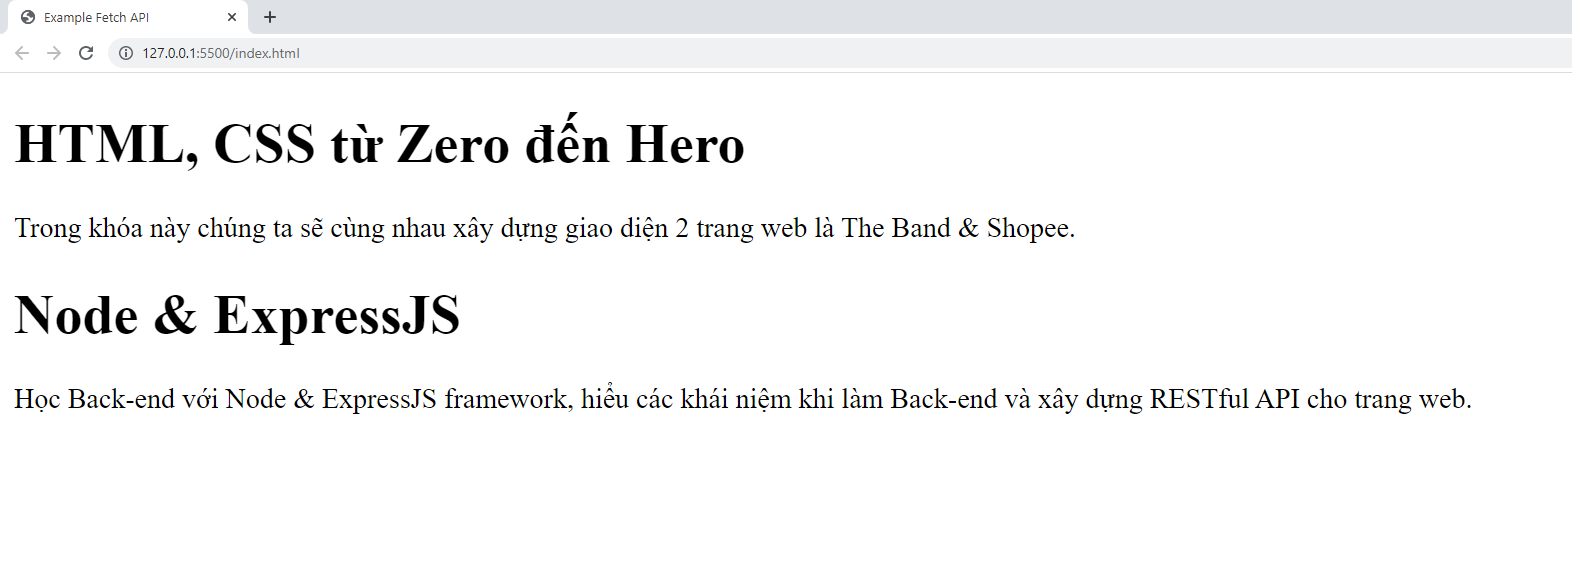 Example Fetch API
127.0.0.1:5500/index.html
HTML, CSS từ Zero đến Hero
Trong khóa này chúng ta sẽ cùng nhau xây dựng giao diện 2 trang web là The Band & Shopee.
Node & ExpressJS
Học Back-end với Node & ExpressJS framework, hiểu các khái niệm khi làm Back-end và xây dựng RESTful API cho trang web.